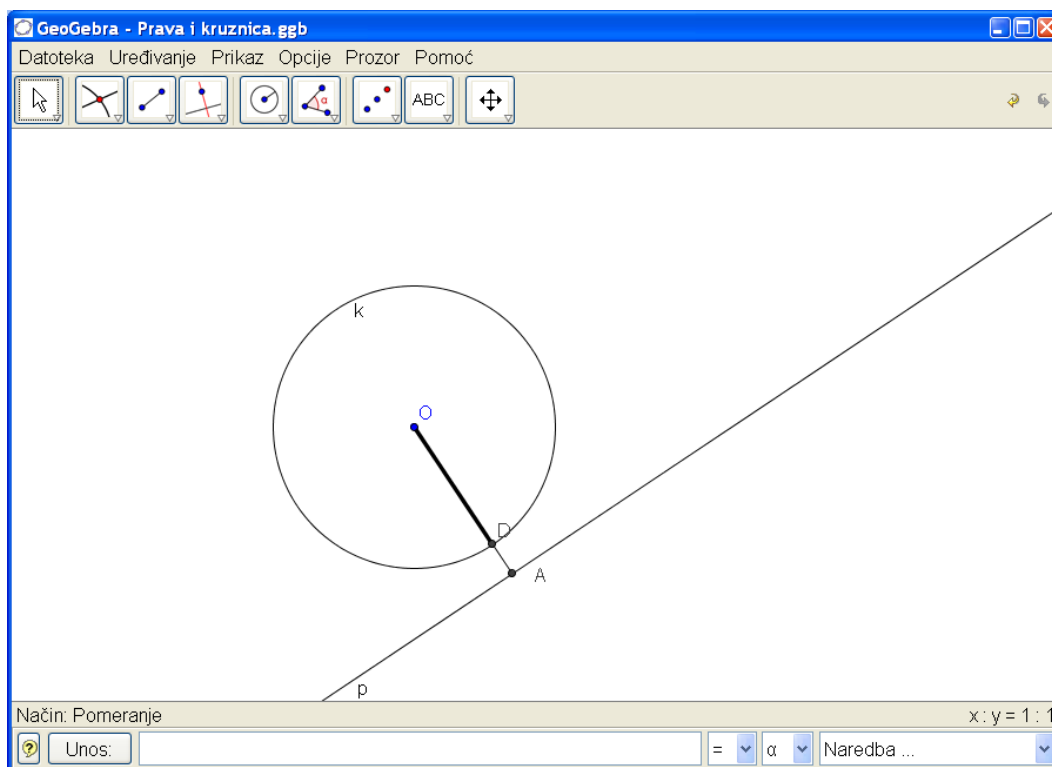 GeoGebra - Prava i kruznica.ggb
Datoteka Uređivanje Prikaz Opcije Prozor Pomoć
α ABC
k
O
D
A
p
Način: Pomeranje x : y = 1 : 1
? Unos: = α Naredba ...